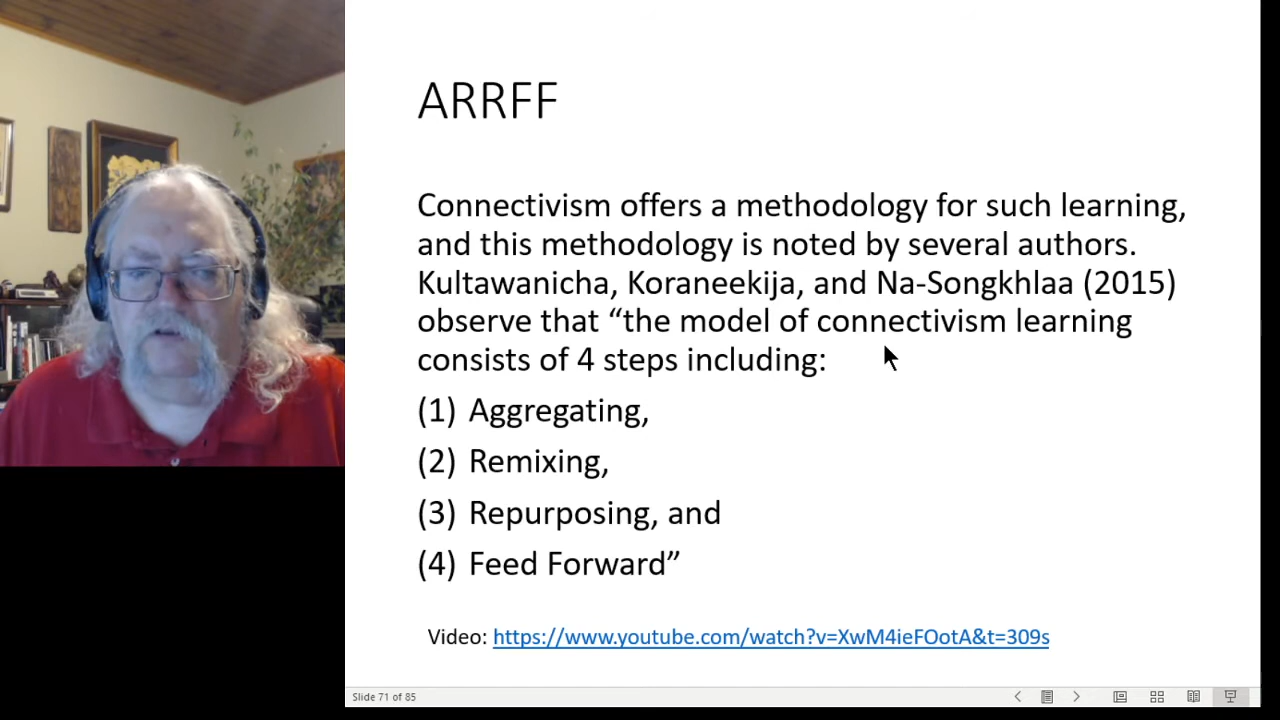 ARRFF
Connectivism offers a methodology for such learning,
and this methodology is noted by several authors.
Kultawanicha, Koraneekija, and Na-Songkhlaa (2015)
observe that “the model of connectivism learning
consists of 4 steps including:
(1) Aggregating,
(2) Remixing,
(3) Repurposing, and
(4) Feed Forward”
Video: https://www.youtube.com/watch?v=XwM4ieFOotA&t=309s
Slide 71 of 85